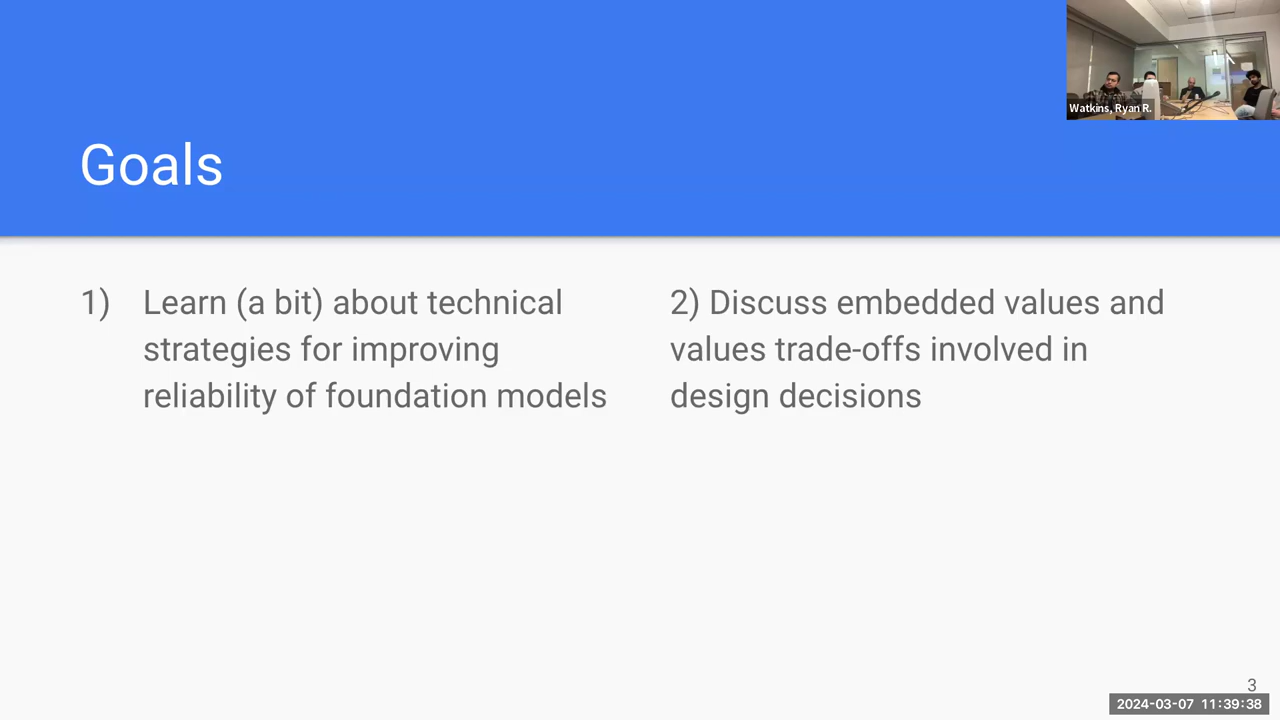 Watkins, Ryan R.
Goals
1) Learn (a bit) about technical
strategies for improving
reliability of foundation models
2) Discuss embedded values and
values trade-offs involved in
design decisions
3
2024-03-07 11:39:38